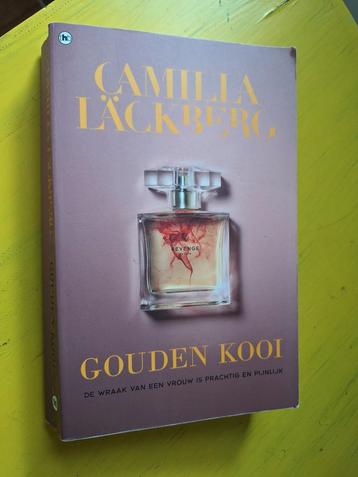 CAMILLA
LÄCKBERG
REVENGE
GOUDEN KOOI
DE WRAAK VAN EEN VROUW IS PRACHTIG EN PIJNLIJK